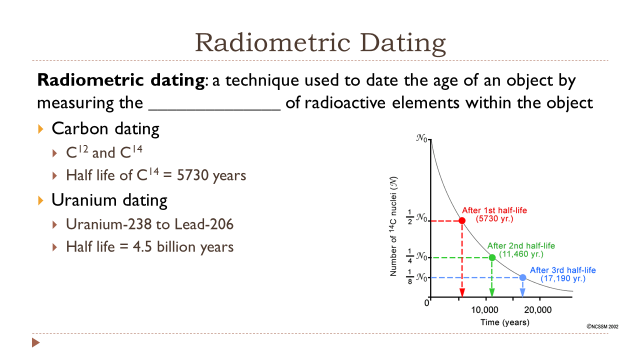 Radiometric Dating
Radiometric dating: a technique used to date the age of an object by
measuring the _______________ of radioactive elements within the object
Carbon dating
C¹² and C¹⁴
Half life of C¹⁴ = 5730 years
Uranium dating
Uranium-238 to Lead-206
Half life = 4.5 billion years
Number of ¹⁴C nuclei (𝒩)
𝒩₀
1/2 𝒩₀
1/4 𝒩₀
1/8 𝒩₀
After 1st half-life
(5730 yr.)
After 2nd half-life
(11,460 yr.)
After 3rd half-life
(17,190 yr.)
0
10,000
20,000
Time (years)
©NCSSM 2002